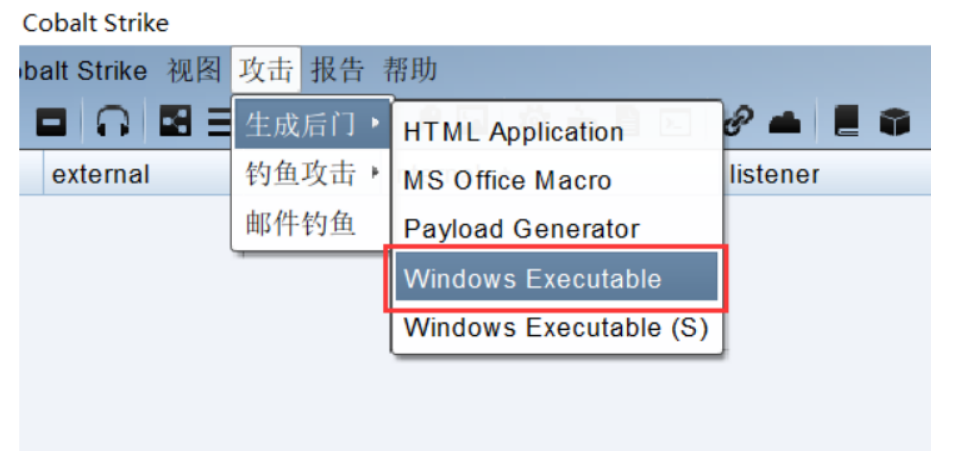 Cobalt Strike
balt Strike 视图 攻击 报告 帮助
external
listener
生成后门
钓鱼攻击
邮件钓鱼
HTML Application
MS Office Macro
Payload Generator
Windows Executable
Windows Executable (S)